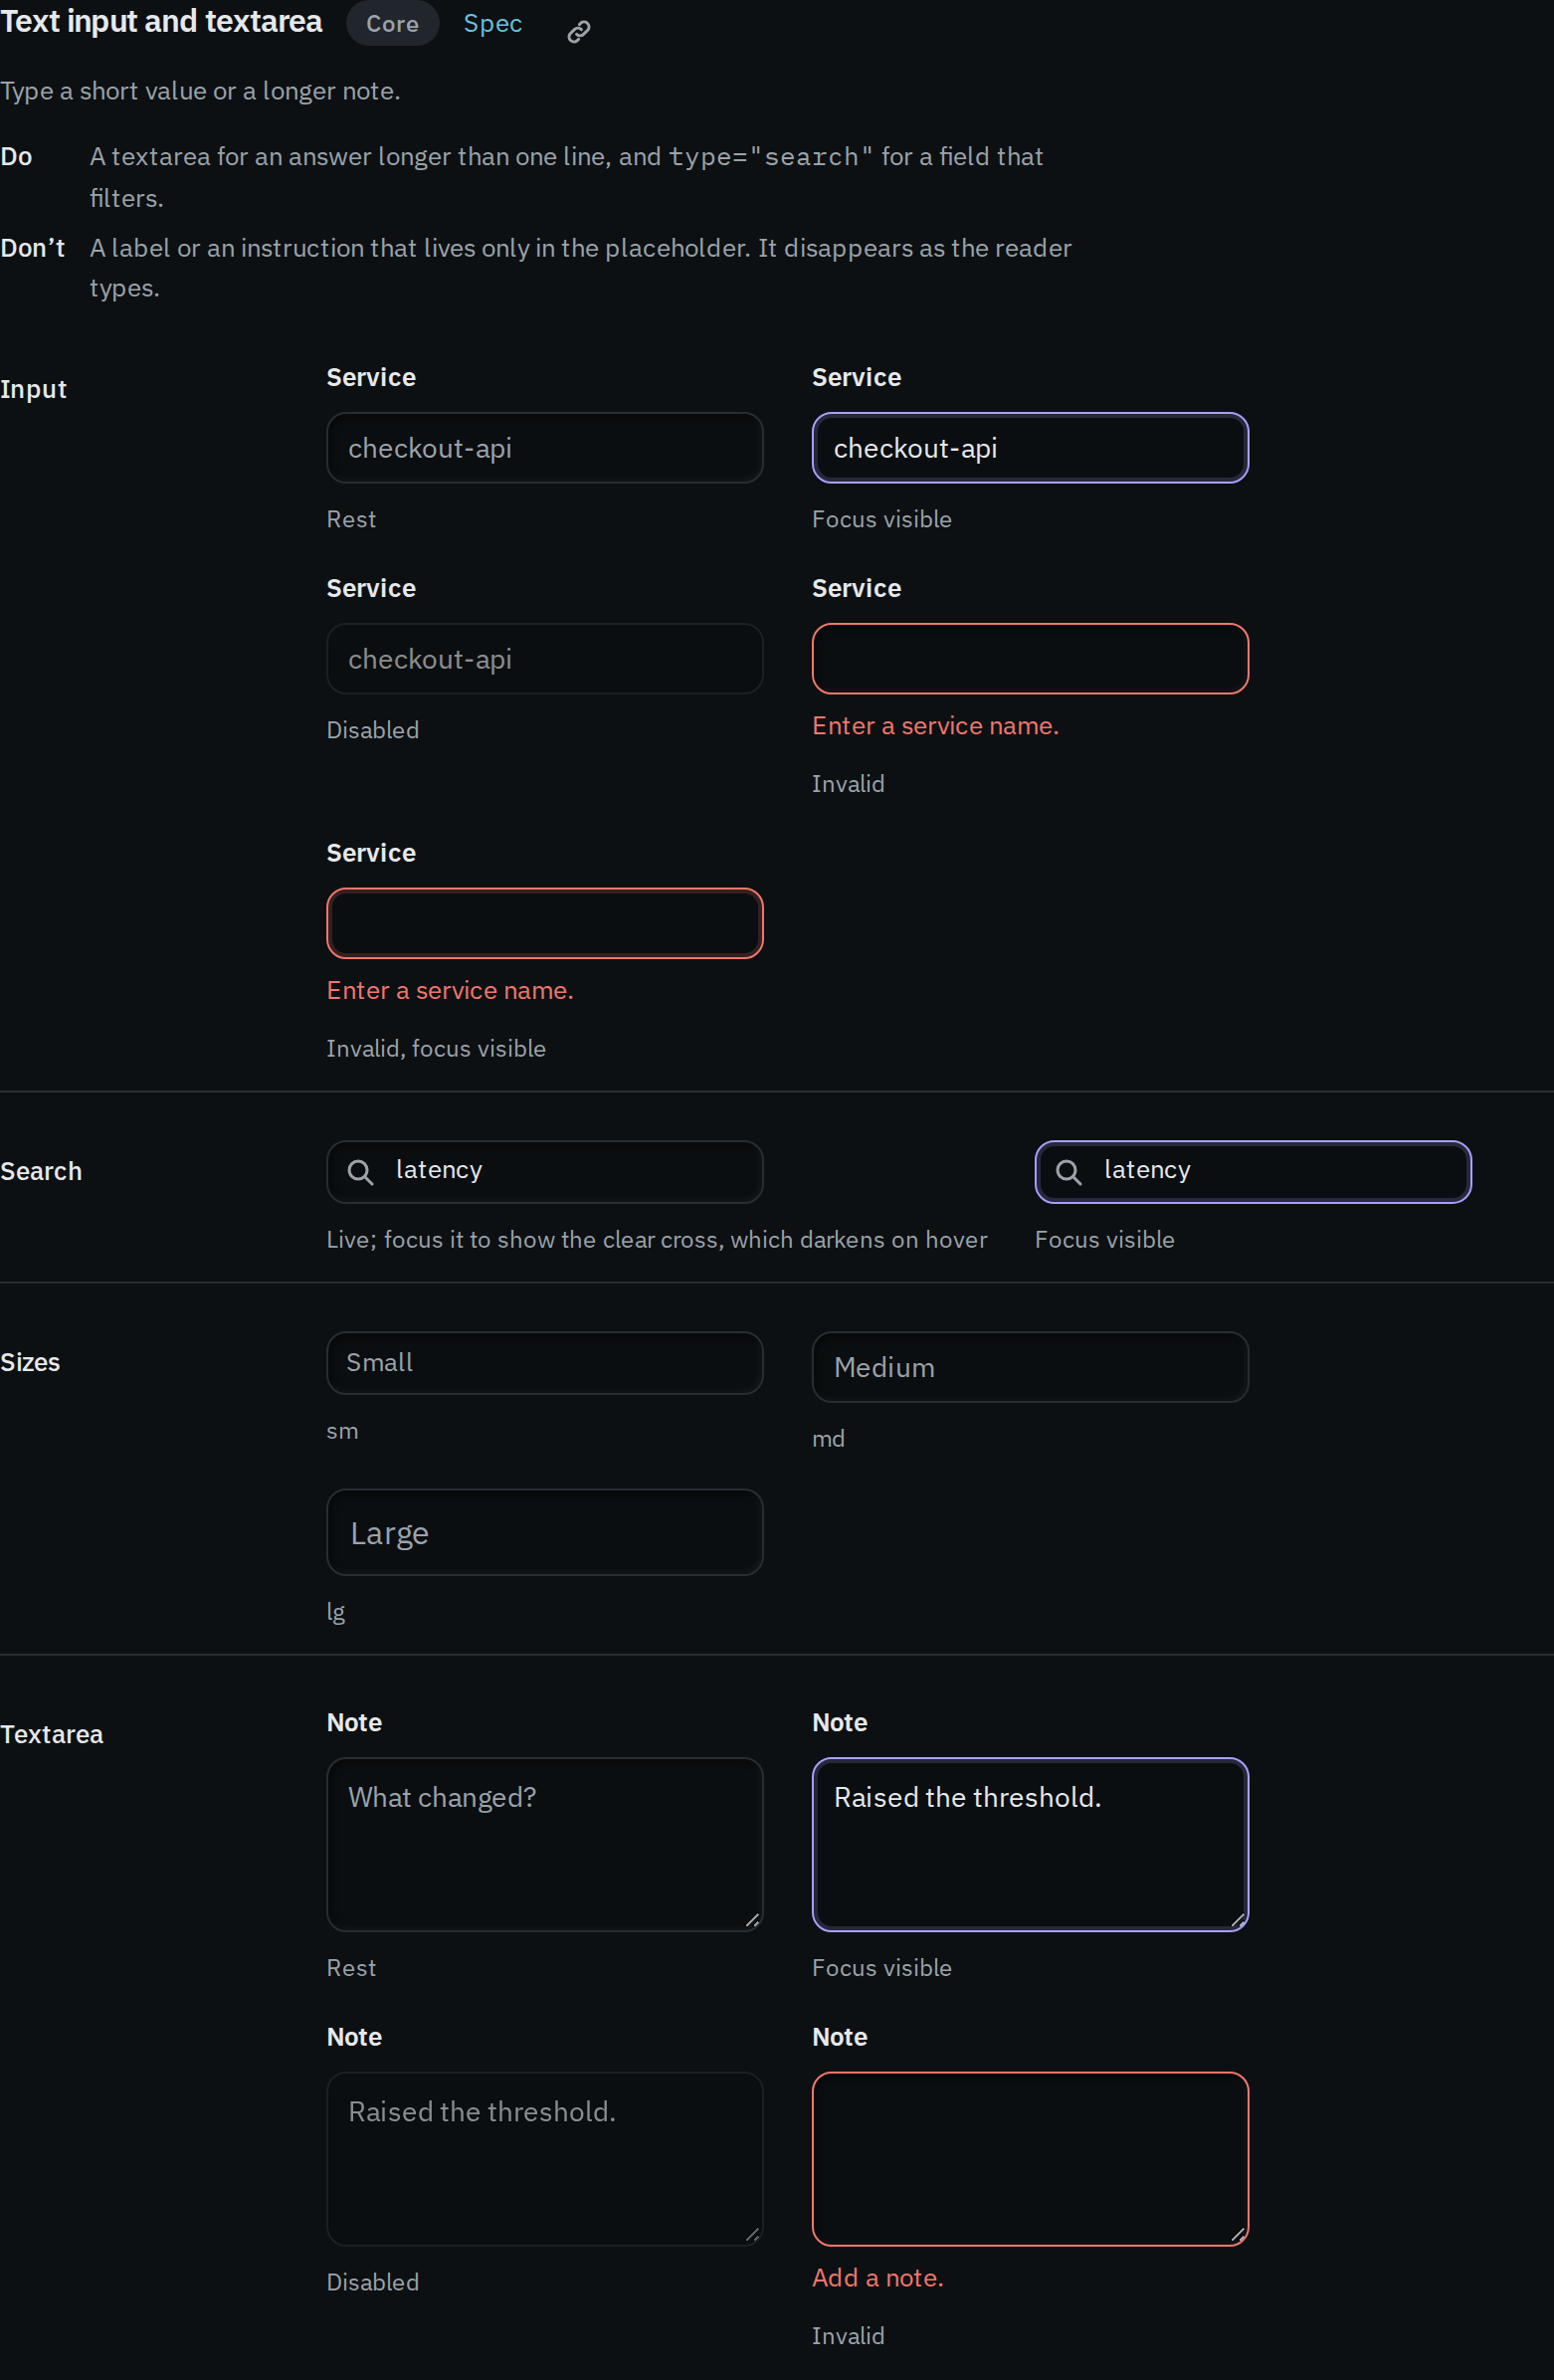 Text input and textarea Core Spec
Type a short value or a longer note.
Do A textarea for an answer longer than one line, and type="search" for a field that
filters.
Don’t A label or an instruction that lives only in the placeholder. It disappears as the reader
types.
Input
Service Service
checkout-api checkout-api
Rest Focus visible
Service Service
checkout-api
Disabled
Enter a service name.
Invalid
Service
Enter a service name.
Invalid, focus visible
Search
latency latency
Live; focus it to show the clear cross, which darkens on hover Focus visible
Sizes
Small Medium
sm md
Large
lg
Textarea
Note Note
What changed? Raised the threshold.
Rest Focus visible
Note Note
Raised the threshold.
Disabled
Add a note.
Invalid